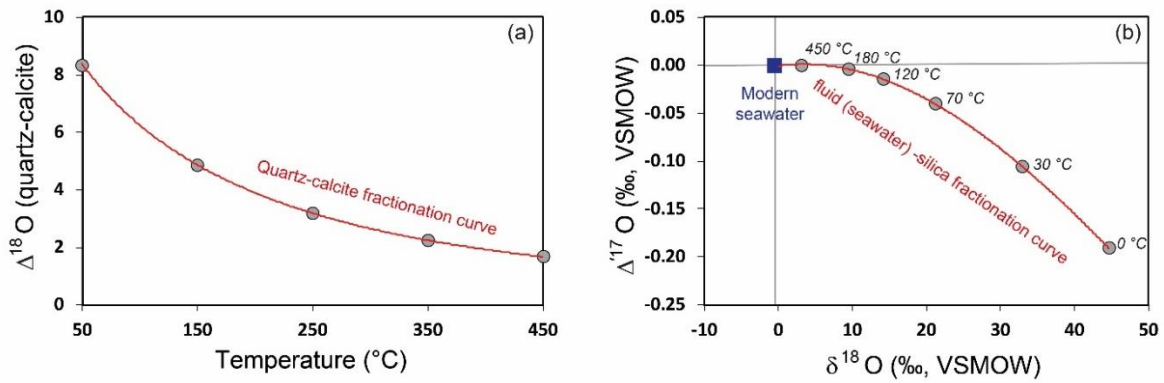 (a)
10
8
6
4
2
0
Δ18O (quartz-calcite)
Quartz-calcite fractionation curve
50
150
250
350
450
Temperature (°C)
(b)
0.05
0.00
-0.05
-0.10
-0.15
-0.20
-0.25
Δ'17O (‰, VSMOW)
450 °C
180 °C
120 °C
70 °C
30 °C
0 °C
Modern
seawater
fluid (seawater) -silica fractionation curve
-10
0
10
20
30
40
50
δ18O (‰, VSMOW)